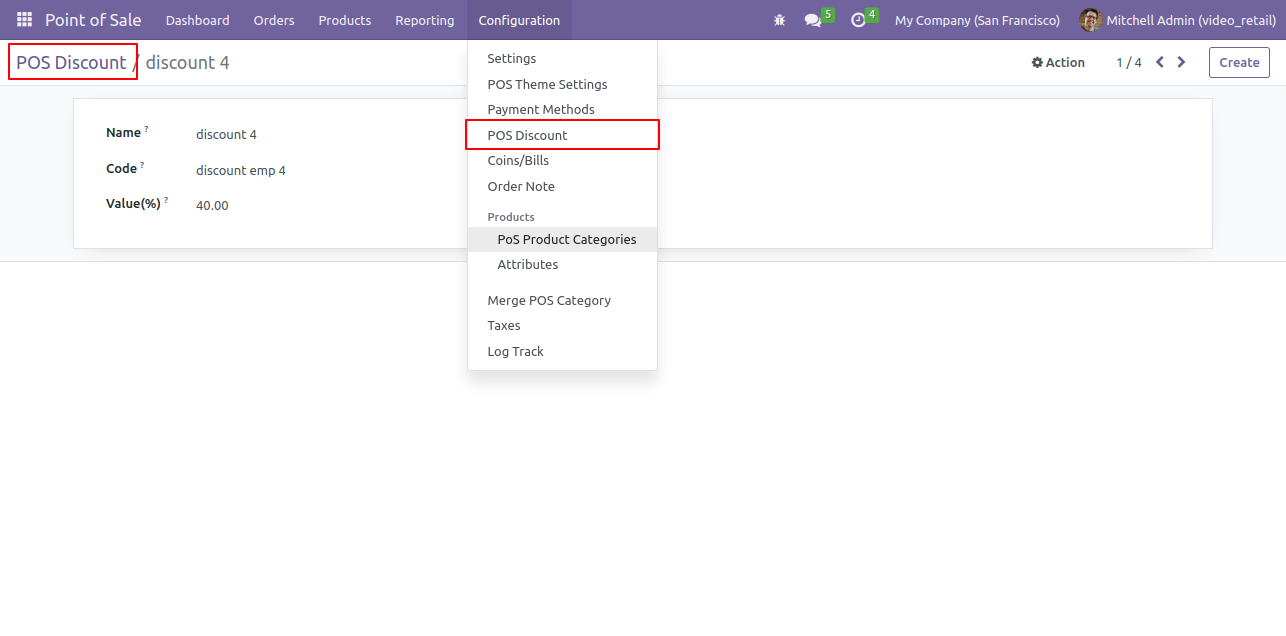 Point of Sale Dashboard Orders Products Reporting Configuration 5 4 My Company (San Francisco) Mitchell Admin (video_retail)
POS Discount / discount 4 Action 1 / 4 Create
Name ? discount 4
Code ? discount emp 4
Value(%) ? 40.00
Settings
POS Theme Settings
Payment Methods
POS Discount
Coins/Bills
Order Note
Products
PoS Product Categories
Attributes
Merge POS Category
Taxes
Log Track